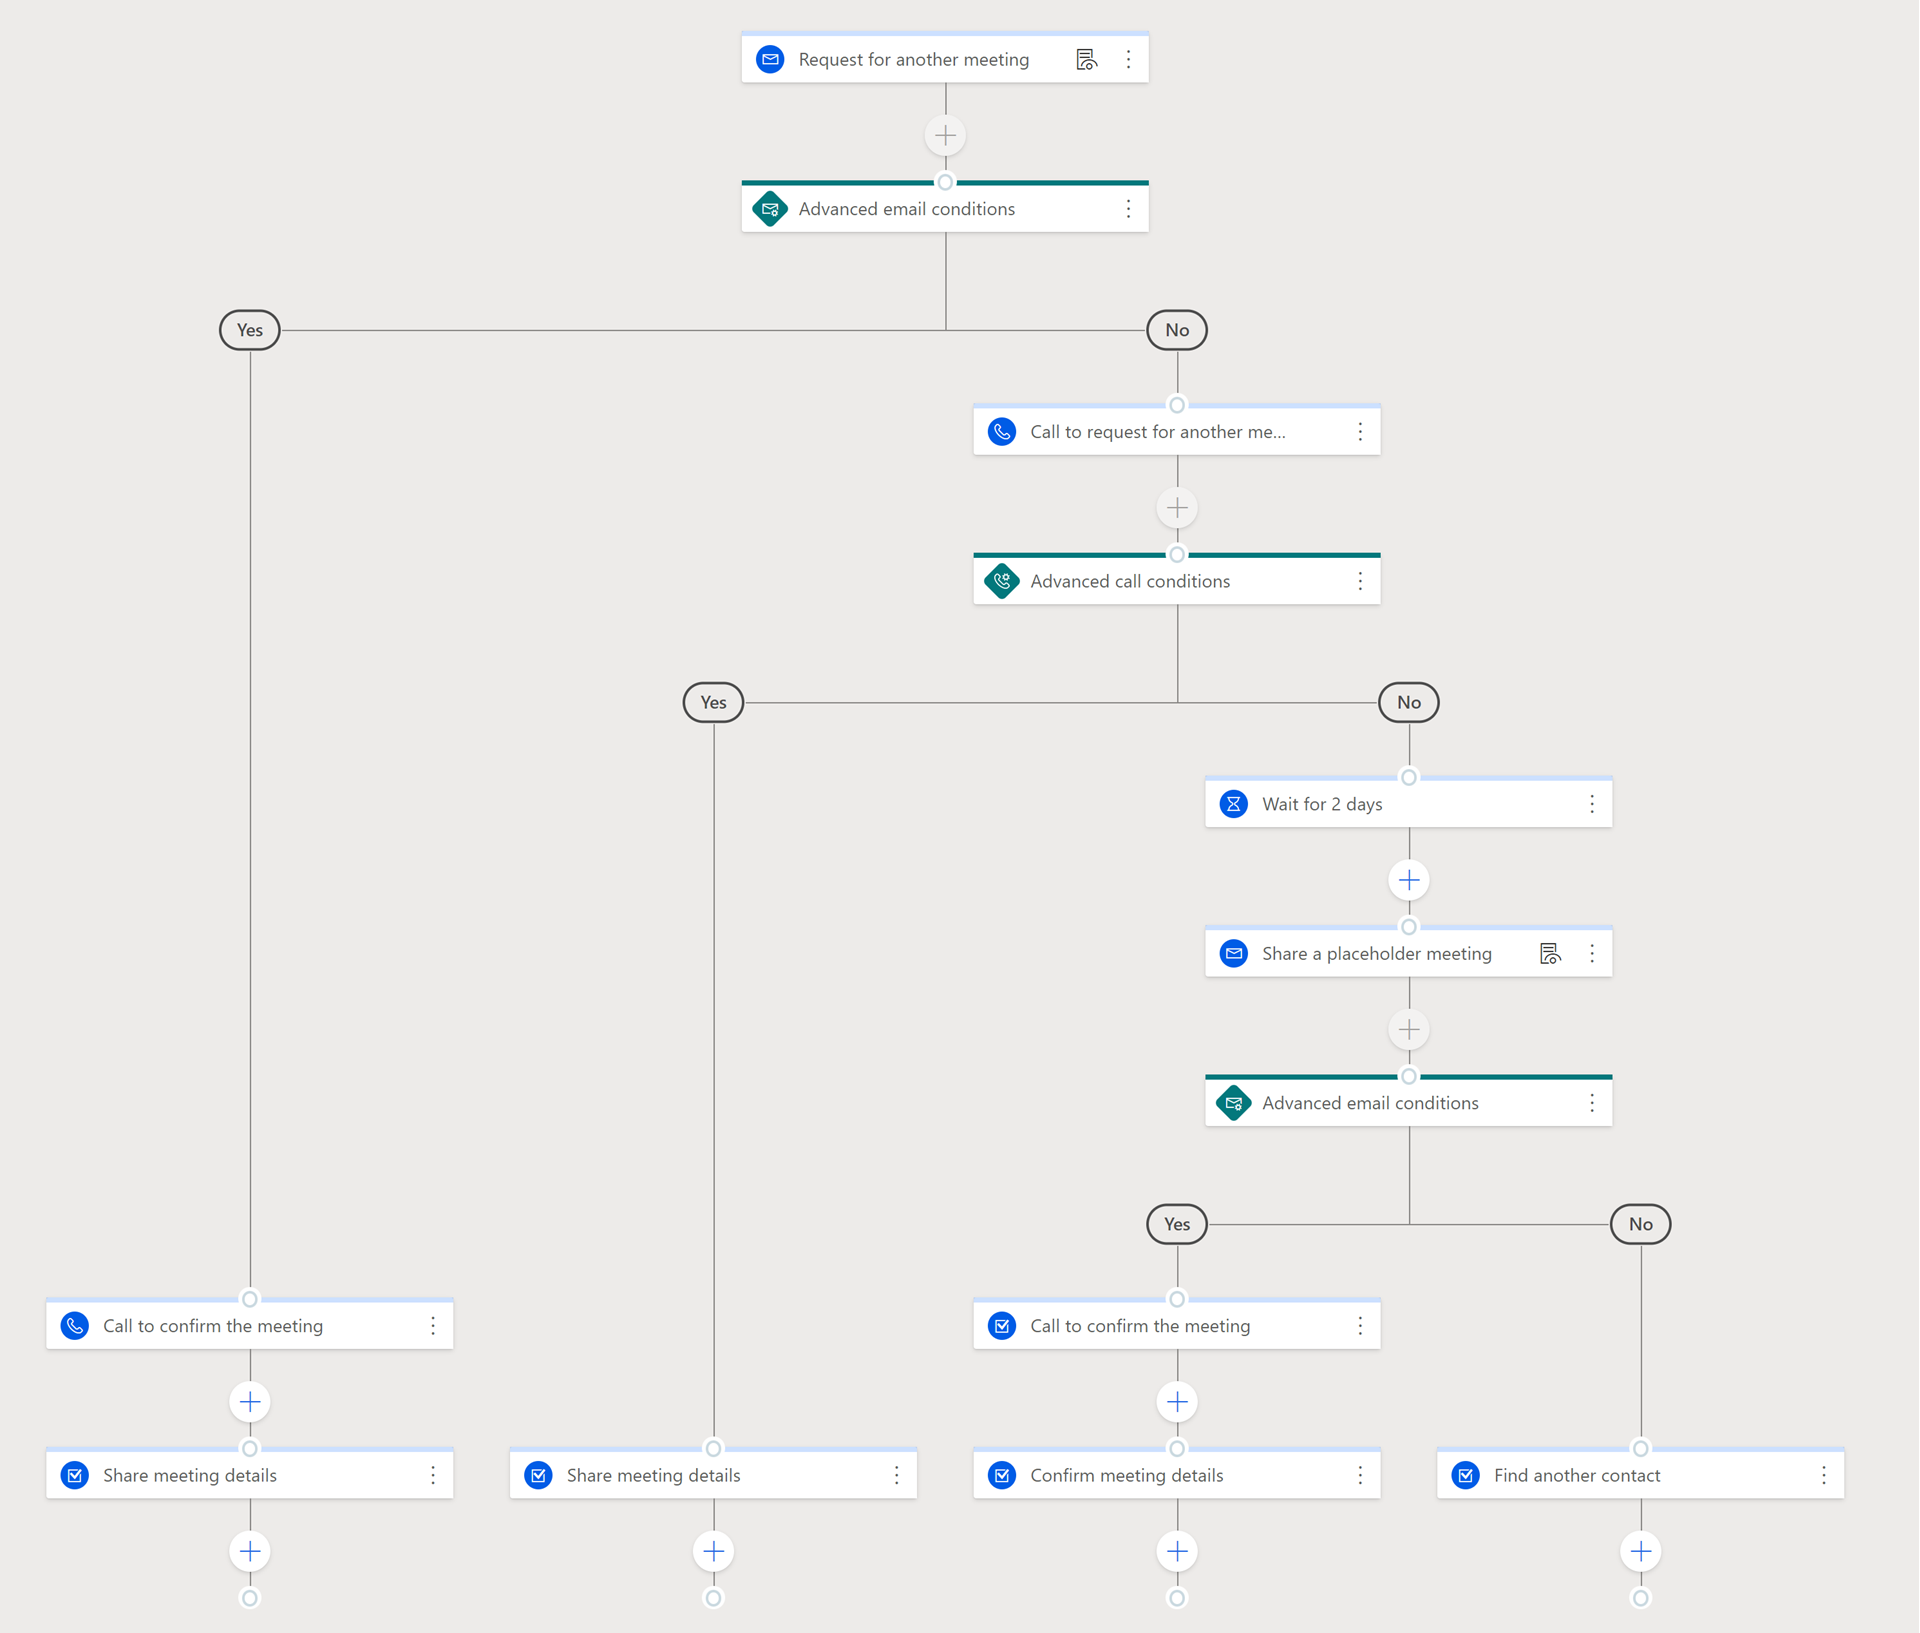 Request for another meeting
Advanced email conditions
Yes
No
Call to request for another me...
Advanced call conditions
Yes
No
Wait for 2 days
Share a placeholder meeting
Advanced email conditions
Yes
No
Call to confirm the meeting
Call to confirm the meeting
Share meeting details
Share meeting details
Confirm meeting details
Find another contact